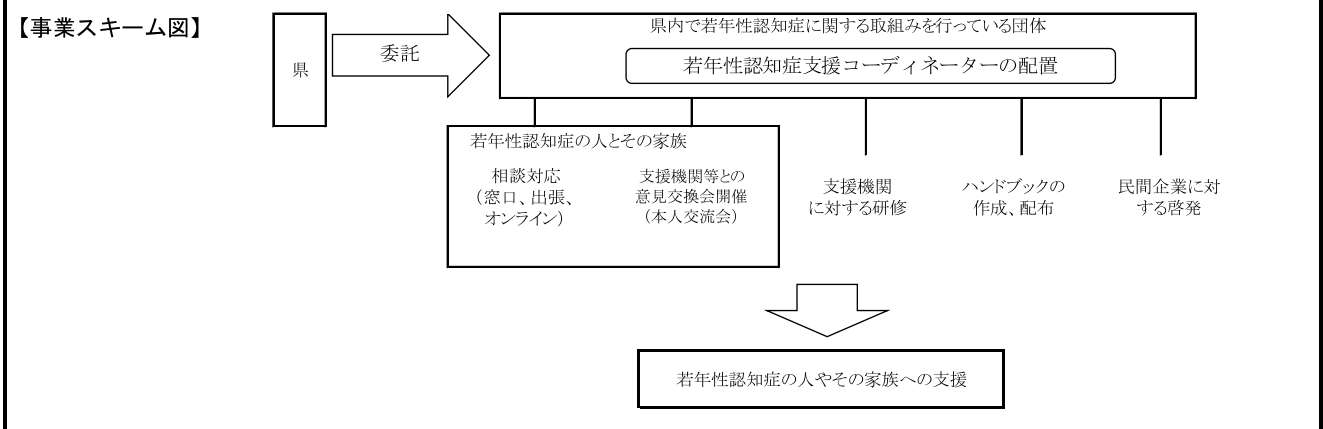 【事業スキーム図】
県
委託
県内で若年性認知症に関する取組みを行っている団体
若年性認知症支援コーディネーターの配置
若年性認知症の人とその家族
相談対応
（窓口、出張、
オンライン）
支援機関等との
意見交換会開催
（本人交流会）
支援機関
に対する研修
ハンドブックの
作成、配布
民間企業に対
する啓発
若年性認知症の人やその家族への支援